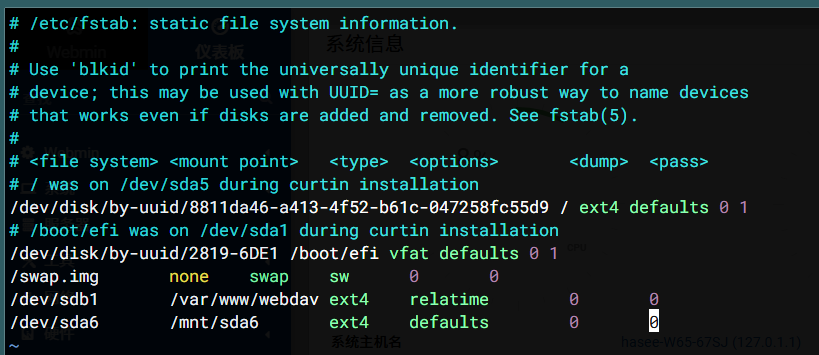 # /etc/fstab: static file system information.
#
# Use 'blkid' to print the universally unique identifier for a
# device; this may be used with UUID= as a more robust way to name devices
# that works even if disks are added and removed. See fstab(5).
#
# <file system> <mount point>   <type>  <options>       <dump>  <pass>
# / was on /dev/sda5 during curtin installation
/dev/disk/by-uuid/8811da46-a413-4f52-b61c-047258fc55d9 / ext4 defaults 0 1
# /boot/efi was on /dev/sda1 during curtin installation
/dev/disk/by-uuid/2819-6DE1 /boot/efi vfat defaults 0 1
/swap.img       none    swap    sw      0       0
/dev/sdb1       /var/www/webdav ext4    relatime        0       0
/dev/sda6       /mnt/sda6       ext4    defaults        0       0
~
Webmin
仪表板
系统信息
系统主机名
hasee-W65-67SJ (127.0.1.1)